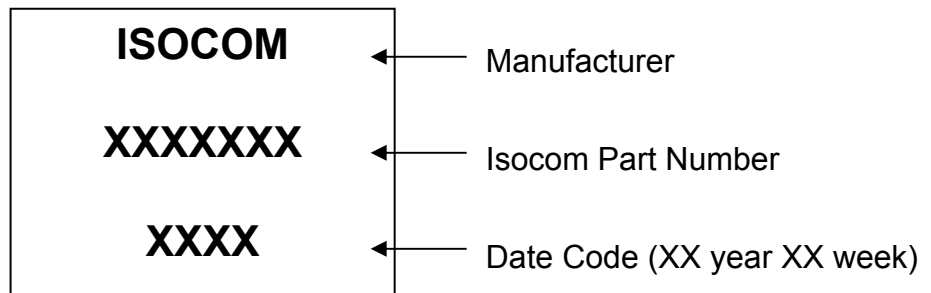 ISOCOM
Manufacturer
XXXXXXX
Isocom Part Number
XXXX
Date Code (XX year XX week)